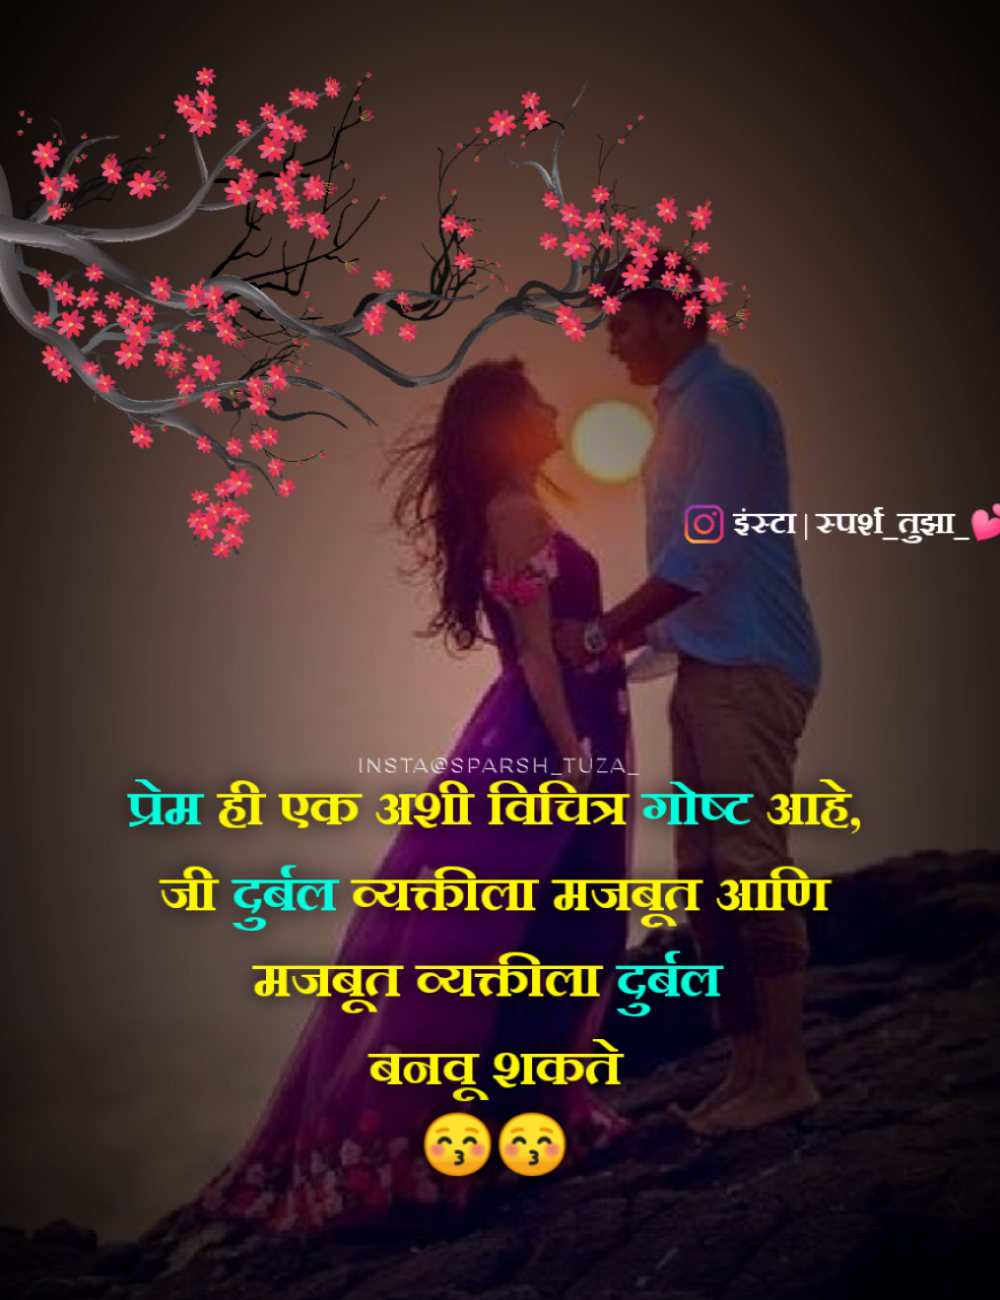 इंस्टा|स्पर्श_तुझा_💕
INSTA@SPARSH_TUZA_
प्रेम ही एक अशी विचित्र गोष्ट आहे,
जी दुर्बल व्यक्तीला मजबूत आणि
मजबूत व्यक्तीला दुर्बल
बनवू शकते
😚😚